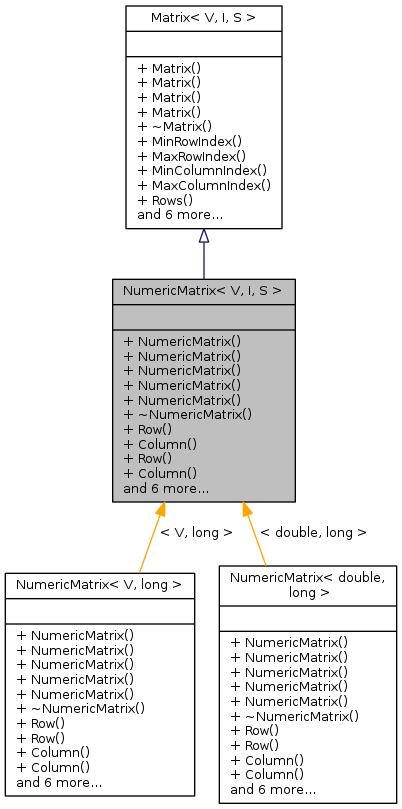 Matrix< V, I, S >
+ Matrix()
+ Matrix()
+ Matrix()
+ Matrix()
+ ~Matrix()
+ MinRowIndex()
+ MaxRowIndex()
+ MinColumnIndex()
+ MaxColumnIndex()
+ Rows()
and 6 more...
NumericMatrix< V, I, S >
+ NumericMatrix()
+ NumericMatrix()
+ NumericMatrix()
+ NumericMatrix()
+ NumericMatrix()
+ ~NumericMatrix()
+ Row()
+ Column()
+ Row()
+ Column()
and 6 more...
< V, long >
< double, long >
NumericMatrix< V, long >
+ NumericMatrix()
+ NumericMatrix()
+ NumericMatrix()
+ NumericMatrix()
+ NumericMatrix()
+ ~NumericMatrix()
+ Row()
+ Row()
+ Column()
+ Column()
and 6 more...
NumericMatrix< double,
long >
+ NumericMatrix()
+ NumericMatrix()
+ NumericMatrix()
+ NumericMatrix()
+ NumericMatrix()
+ ~NumericMatrix()
+ Row()
+ Row()
+ Column()
+ Column()
and 6 more...